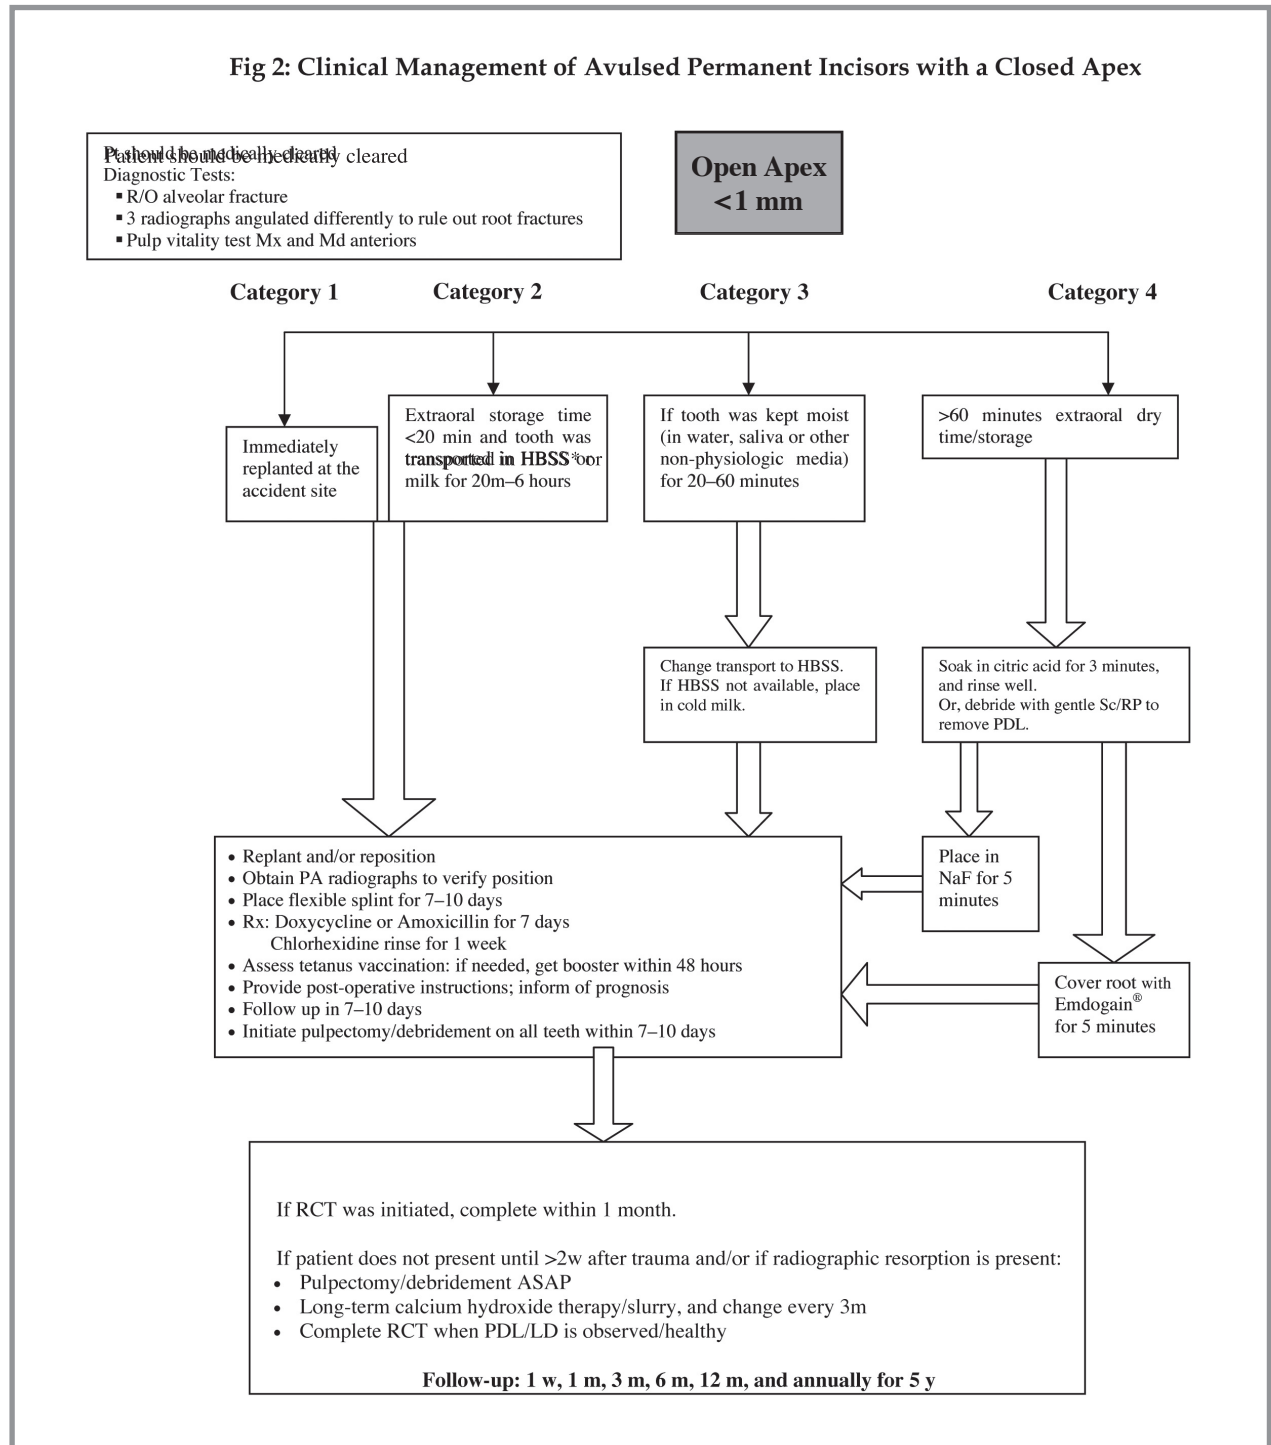 Fig 2: Clinical Management of Avulsed Permanent Incisors with a Closed Apex
Patient should be medically cleared
Diagnostic Tests:
▪ R/O alveolar fracture
▪ 3 radiographs angulated differently to rule out root fractures
▪ Pulp vitality test Mx and Md anteriors
Open Apex
<1 mm
Category 1
Category 2
Category 3
Category 4
Immediately
replanted at the
accident site
Extraoral storage time
<20 min and tooth was
transported in HBSS* or
milk for 20m–6 hours
If tooth was kept moist
(in water, saliva or other
non-physiologic media)
for 20–60 minutes
>60 minutes extraoral dry
time/storage
Change transport to HBSS.
If HBSS not available, place
in cold milk.
Soak in citric acid for 3 minutes,
and rinse well.
Or, debride with gentle Sc/RP to
remove PDL.
• Replant and/or reposition
• Obtain PA radiographs to verify position
• Place flexible splint for 7–10 days
• Rx: Doxycycline or Amoxicillin for 7 days
Chlorhexidine rinse for 1 week
• Assess tetanus vaccination: if needed, get booster within 48 hours
• Provide post-operative instructions; inform of prognosis
• Follow up in 7–10 days
• Initiate pulpectomy/debridement on all teeth within 7–10 days
Place in
NaF for 5
minutes
Cover root with
Emdogain®
for 5 minutes
If RCT was initiated, complete within 1 month.
If patient does not present until >2w after trauma and/or if radiographic resorption is present:
• Pulpectomy/debridement ASAP
• Long-term calcium hydroxide therapy/slurry, and change every 3m
• Complete RCT when PDL/LD is observed/healthy
Follow-up: 1 w, 1 m, 3 m, 6 m, 12 m, and annually for 5 y